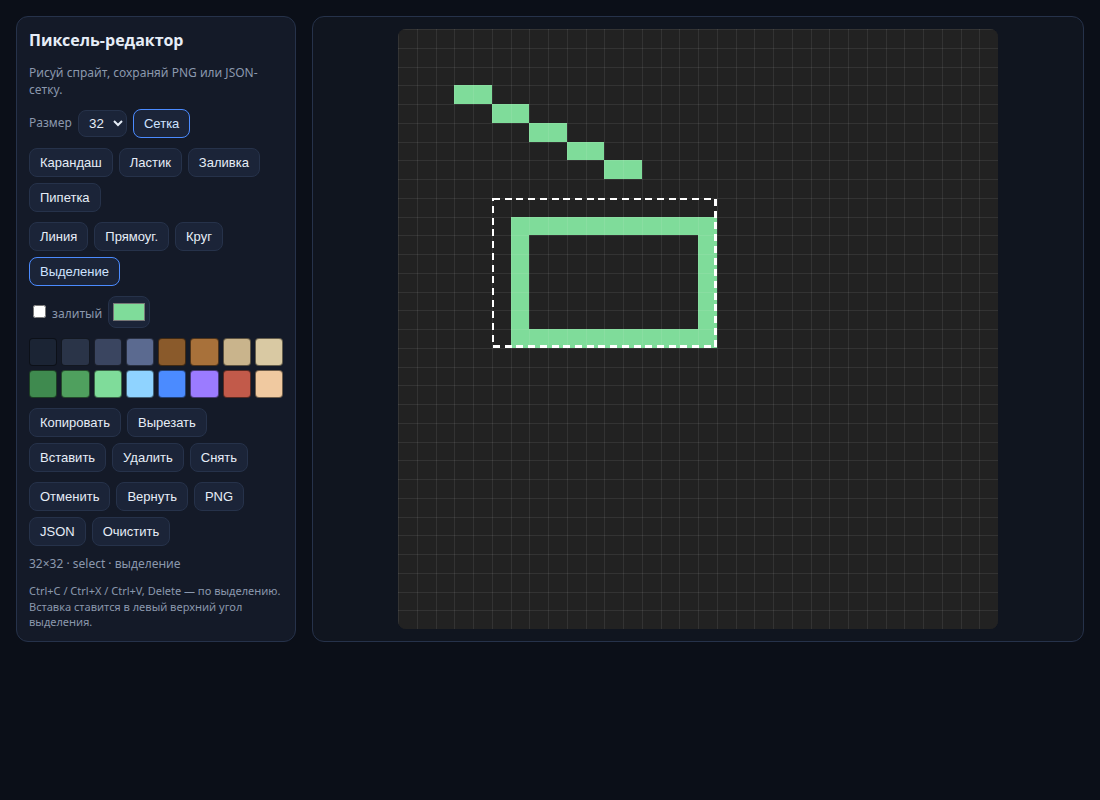 Пиксель-редактор
Рисуй спрайт, сохраняй PNG или JSON-
сетку.
Размер 32 Сетка
Карандаш Ластик Заливка
Пипетка
Линия Прямоуг. Круг
Выделение
залитый
Копировать Вырезать
Вставить Удалить Снять
Отменить Вернуть PNG
JSON Очистить
32×32 · select · выделение
Ctrl+C / Ctrl+X / Ctrl+V, Delete — по выделению.
Вставка ставится в левый верхний угол
выделения.